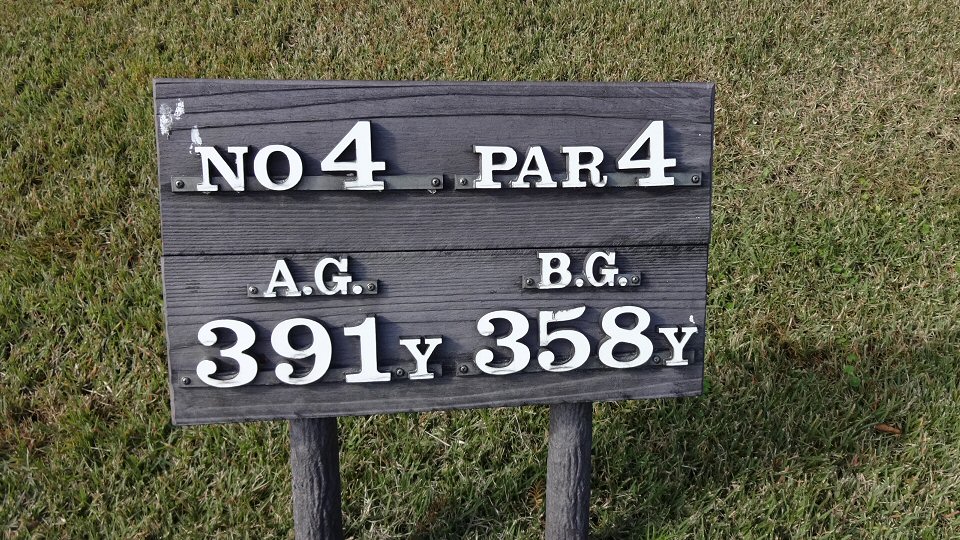 NO 4 PAR 4
A.G. B.G.
391Y 358Y